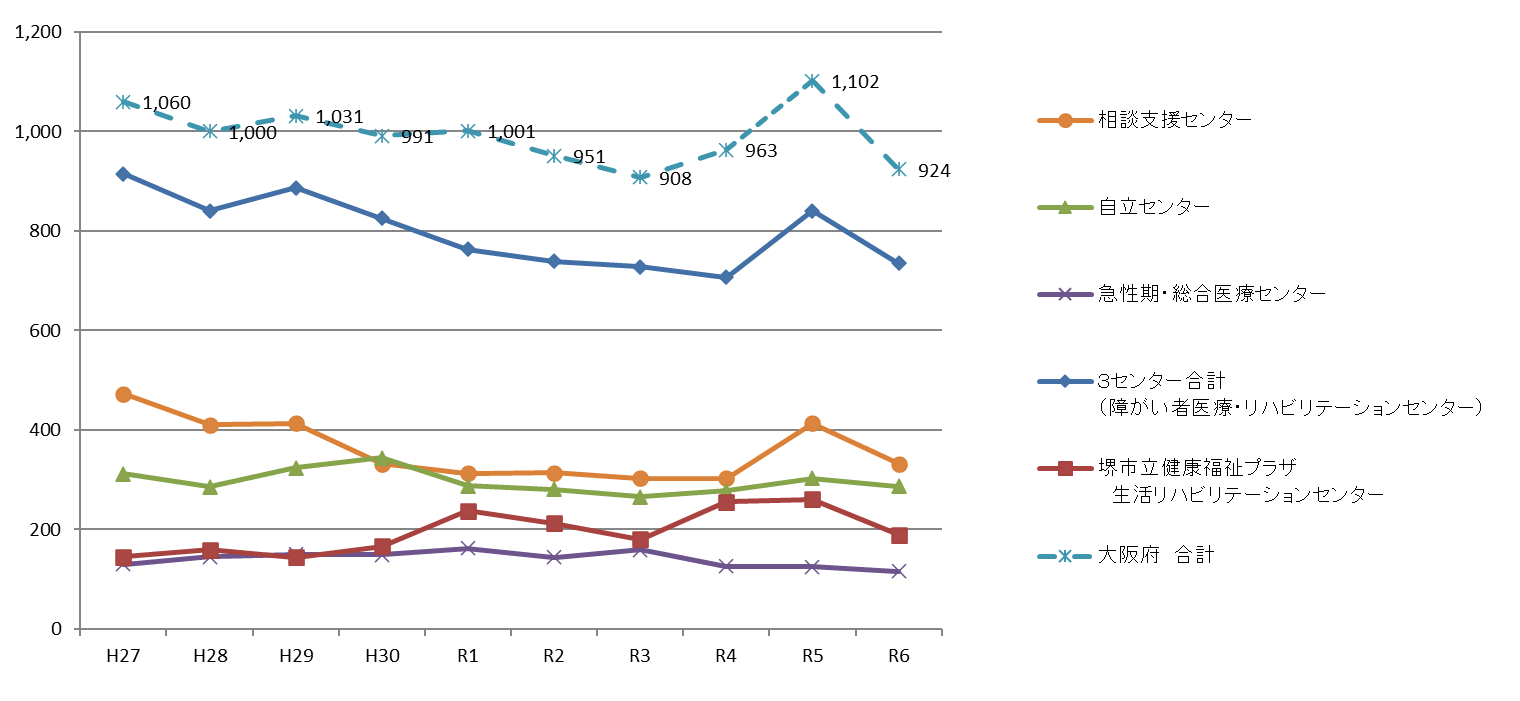 1,200
1,000
800
600
400
200
0
1,060
1,000
1,031
991
1,001
951
908
963
1,102
924
H27
H28
H29
H30
R1
R2
R3
R4
R5
R6
相談支援センター
自立センター
急性期・総合医療センター
３センター合計
（障がい者医療・リハビリテーションセンター）
堺市立健康福祉プラザ
生活リハビリテーションセンター
大阪府　合計